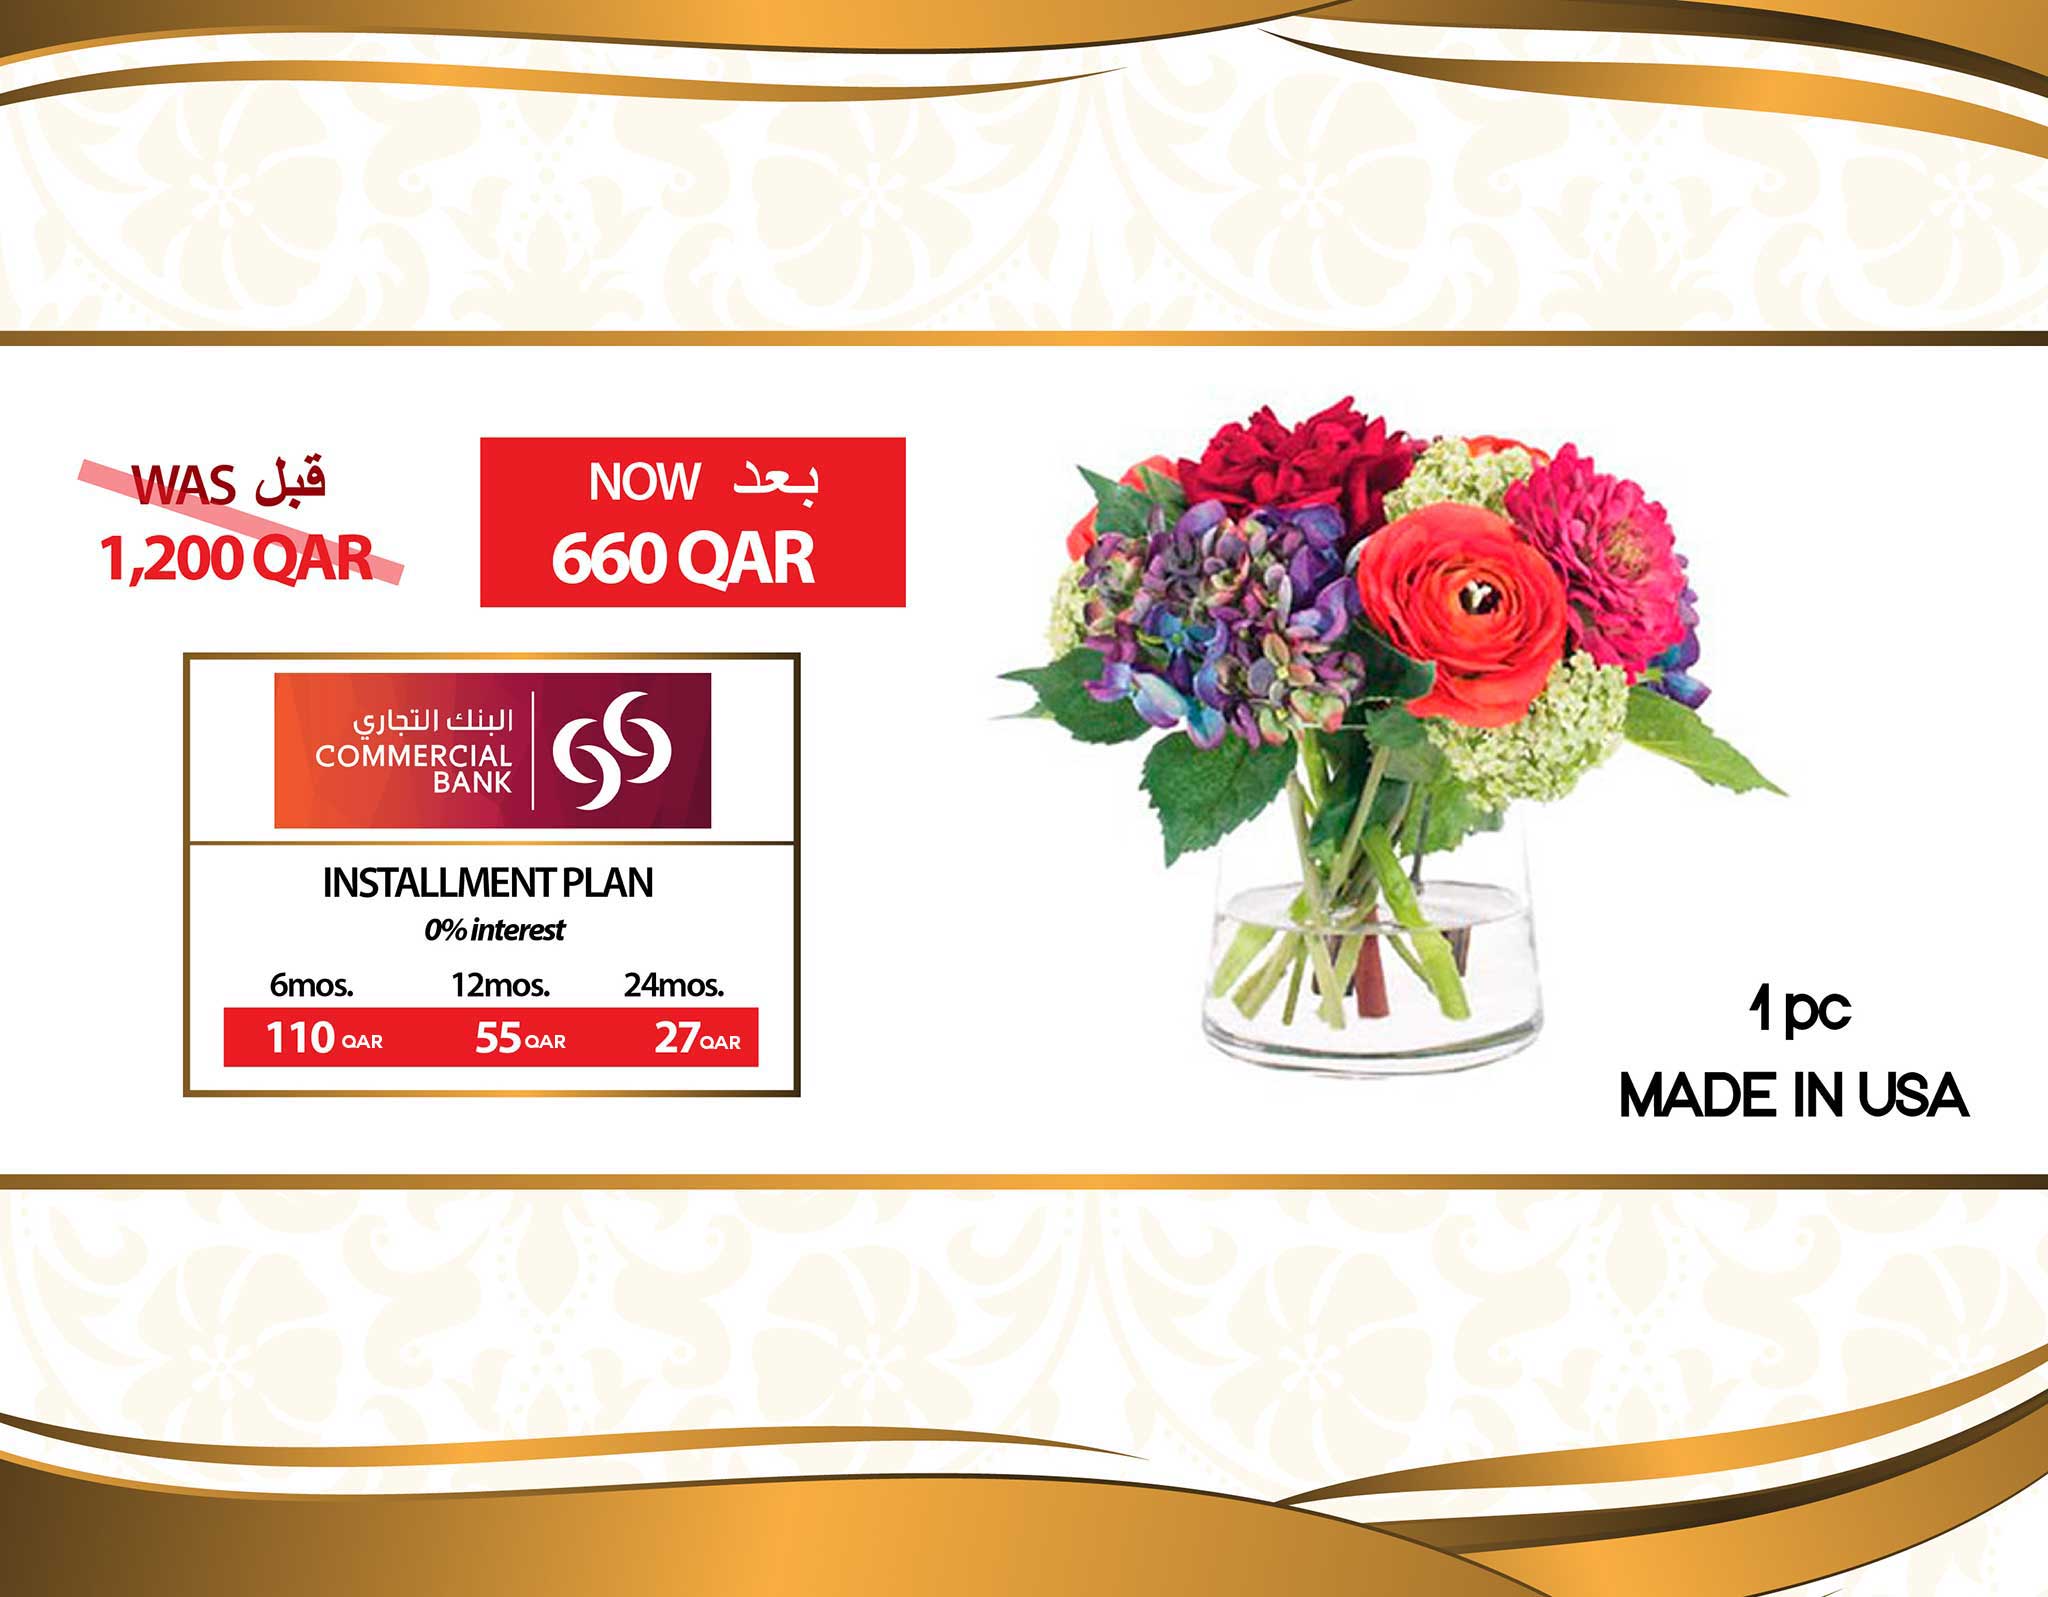 WAS قبل
1,200 QAR
NOW بعد
660 QAR
البنك التجاري
COMMERCIAL
BANK
INSTALLMENT PLAN
0% interest
6mos. 12mos. 24mos.
110 QAR 55 QAR 27 QAR
1 pc
MADE IN USA